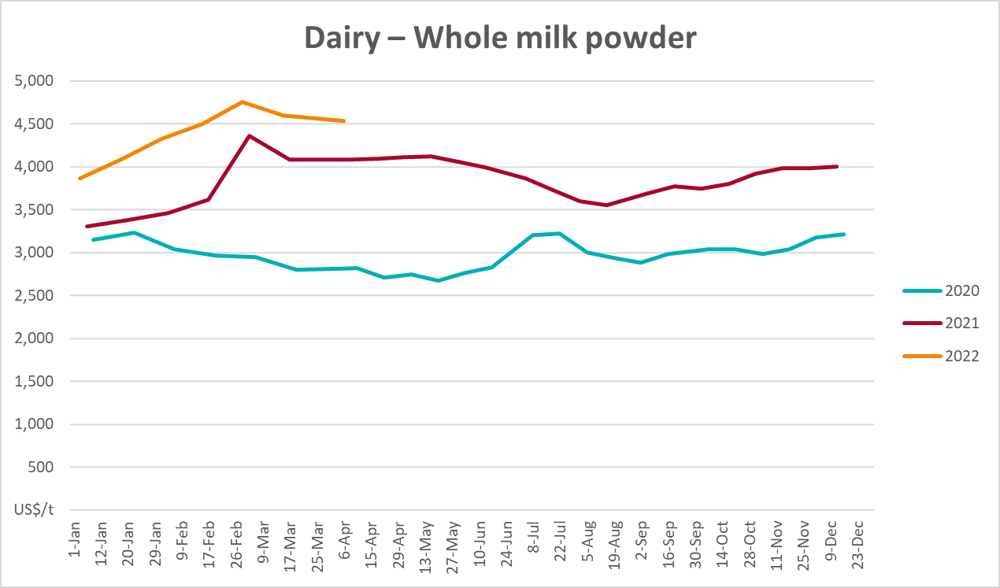 Dairy – Whole milk powder
5,000
4,500
4,000
3,500
3,000
2,500
2,000
1,500
1,000
500
US$/t
1-Jan
12-Jan
20-Jan
29-Jan
9-Feb
17-Feb
26-Feb
9-Mar
17-Mar
25-Mar
6-Apr
15-Apr
29-Apr
13-May
27-May
10-Jun
24-Jun
8-Jul
22-Jul
5-Aug
19-Aug
2-Sep
16-Sep
30-Sep
14-Oct
28-Oct
11-Nov
25-Nov
9-Dec
23-Dec
2020
2021
2022